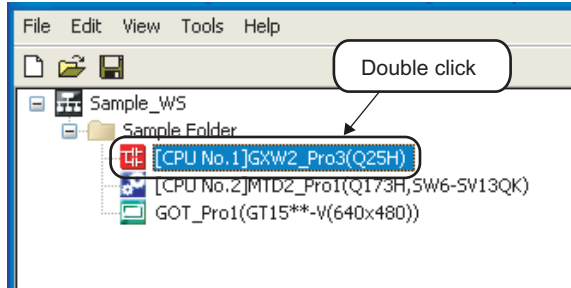 File Edit View Tools Help
Double click
Sample_WS
Sample Folder
[CPU No.1]GXW2_Pro3(Q25H)
[CPU No.2]MTD2_Pro1(Q173H,SW6-SV13QK)
GOT_Pro1(GT15**-V(640x480))